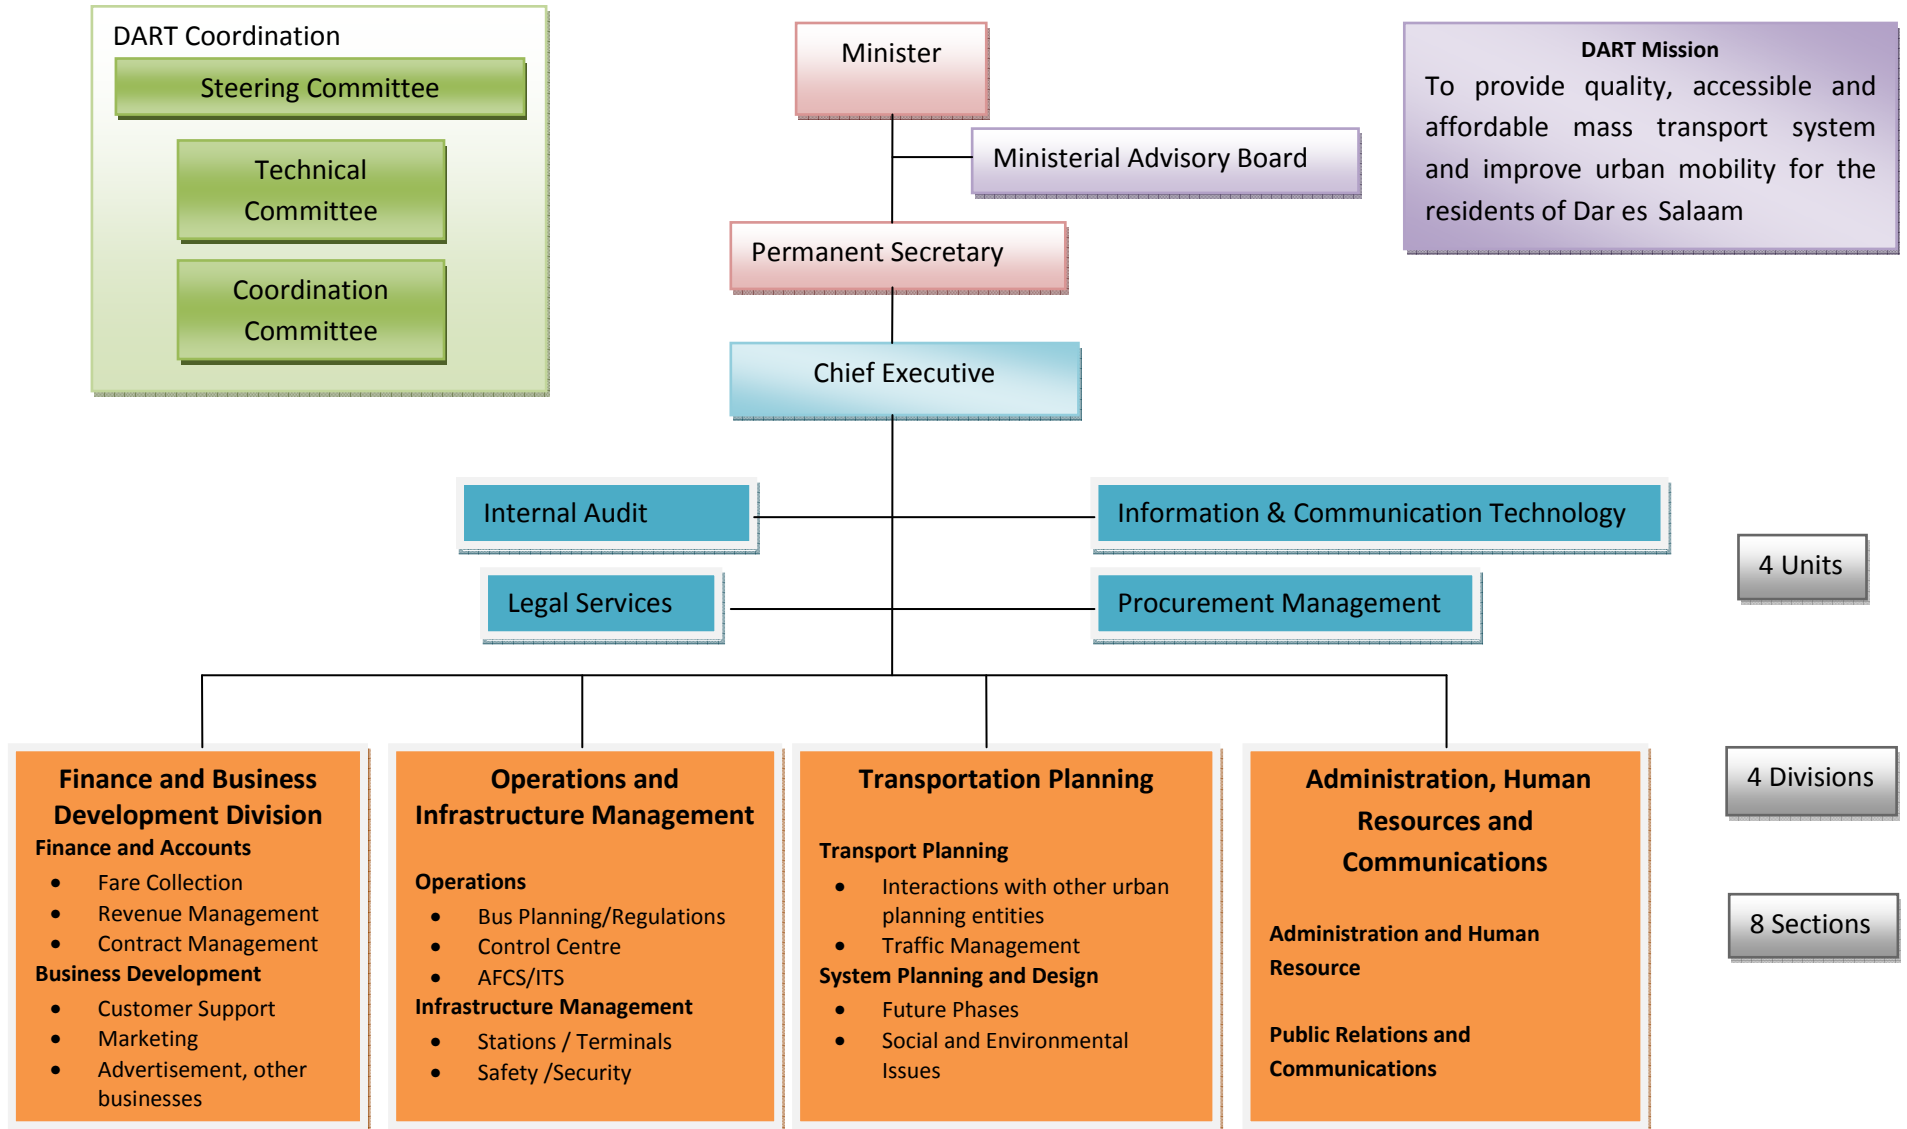 DART Coordination
Steering Committee
Technical
Committee
Coordination
Committee
Minister
Ministerial Advisory Board
Permanent Secretary
Chief Executive
DART Mission
To provide quality, accessible and
affordable mass transport system
and improve urban mobility for the
residents of Dar es Salaam
Internal Audit
Information & Communication Technology
Legal Services
Procurement Management
4 Units
Finance and Business
Development Division
Finance and Accounts
• Fare Collection
• Revenue Management
• Contract Management
Business Development
• Customer Support
• Marketing
• Advertisement, other
businesses
Operations and
Infrastructure Management
Operations
• Bus Planning/Regulations
• Control Centre
• AFCS/ITS
Infrastructure Management
• Stations / Terminals
• Safety /Security
Transportation Planning
Transport Planning
• Interactions with other urban
planning entities
• Traffic Management
System Planning and Design
• Future Phases
• Social and Environmental
Issues
Administration, Human
Resources and
Communications
Administration and Human
Resource
Public Relations and
Communications
4 Divisions
8 Sections